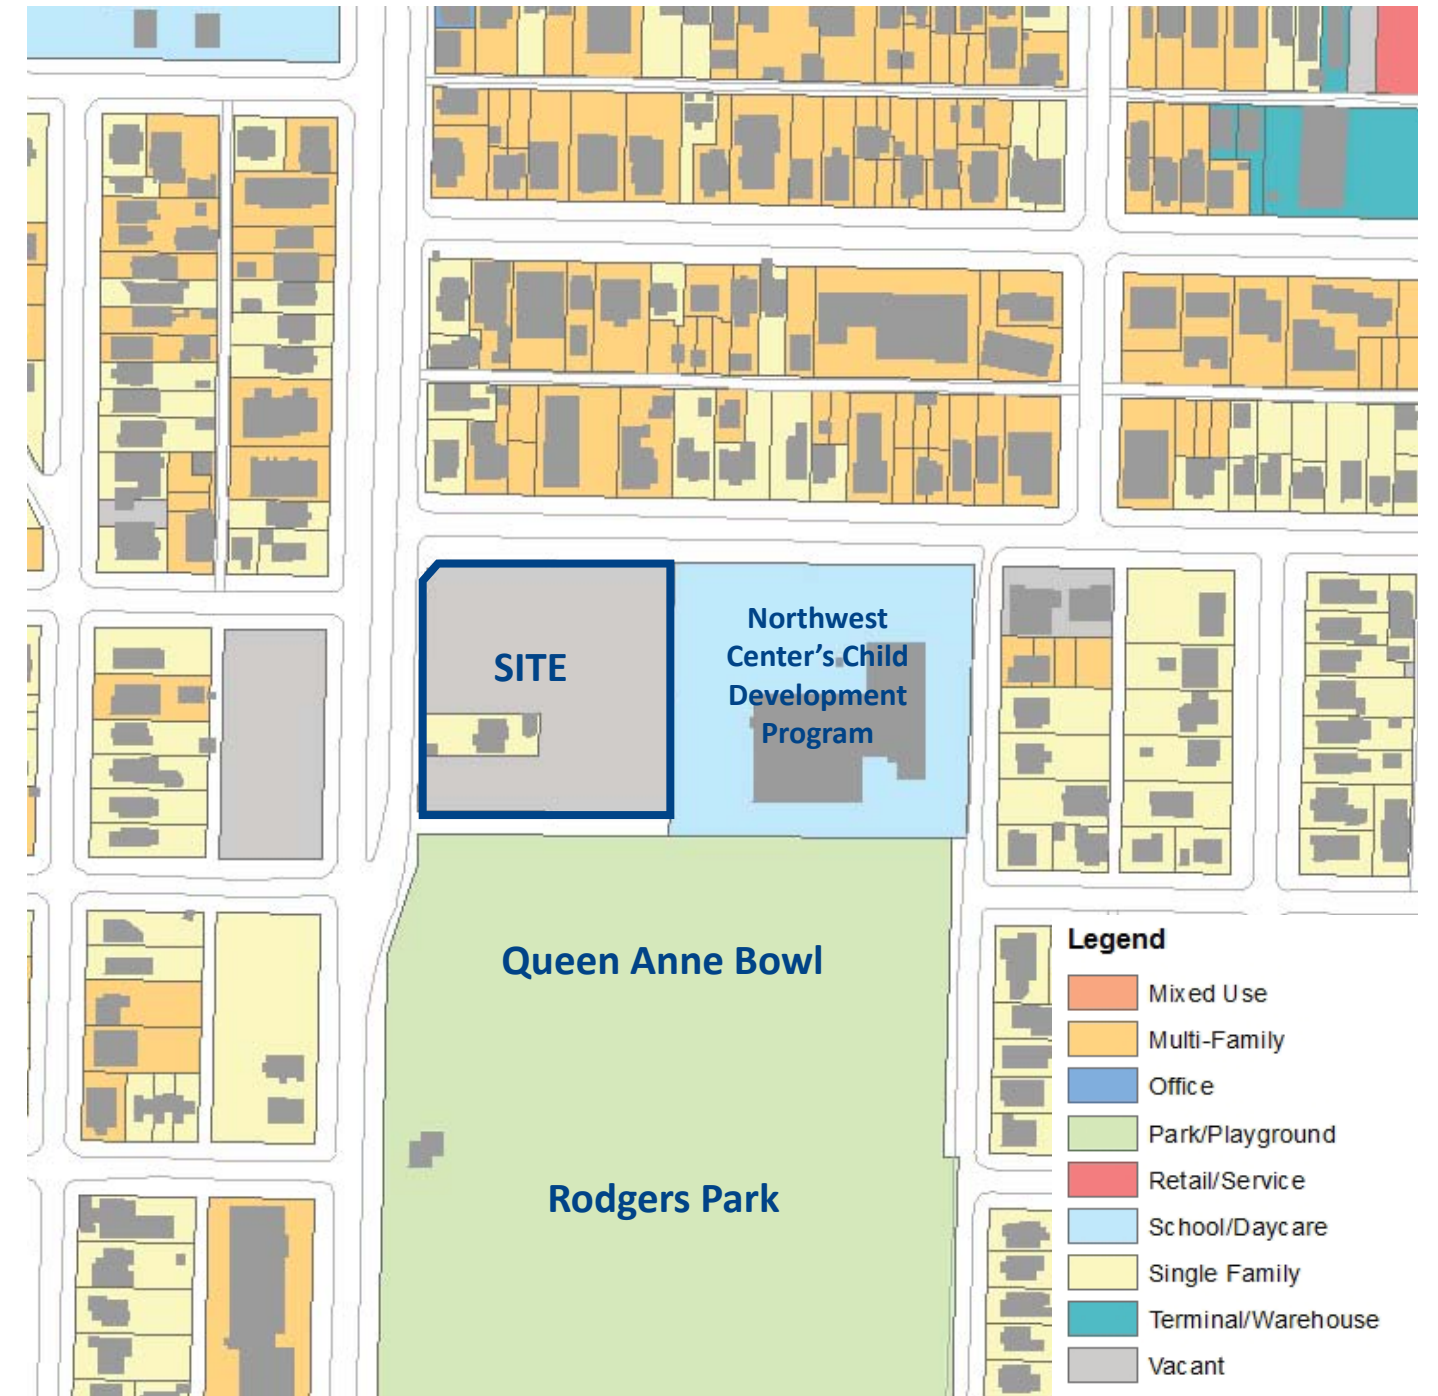 SITE
Northwest
Center's Child
Development
Program
Queen Anne Bowl
Rodgers Park
Legend
Mixed Use
Multi-Family
Office
Park/Playground
Retail/Service
School/Daycare
Single Family
Terminal/Warehouse
Vacant